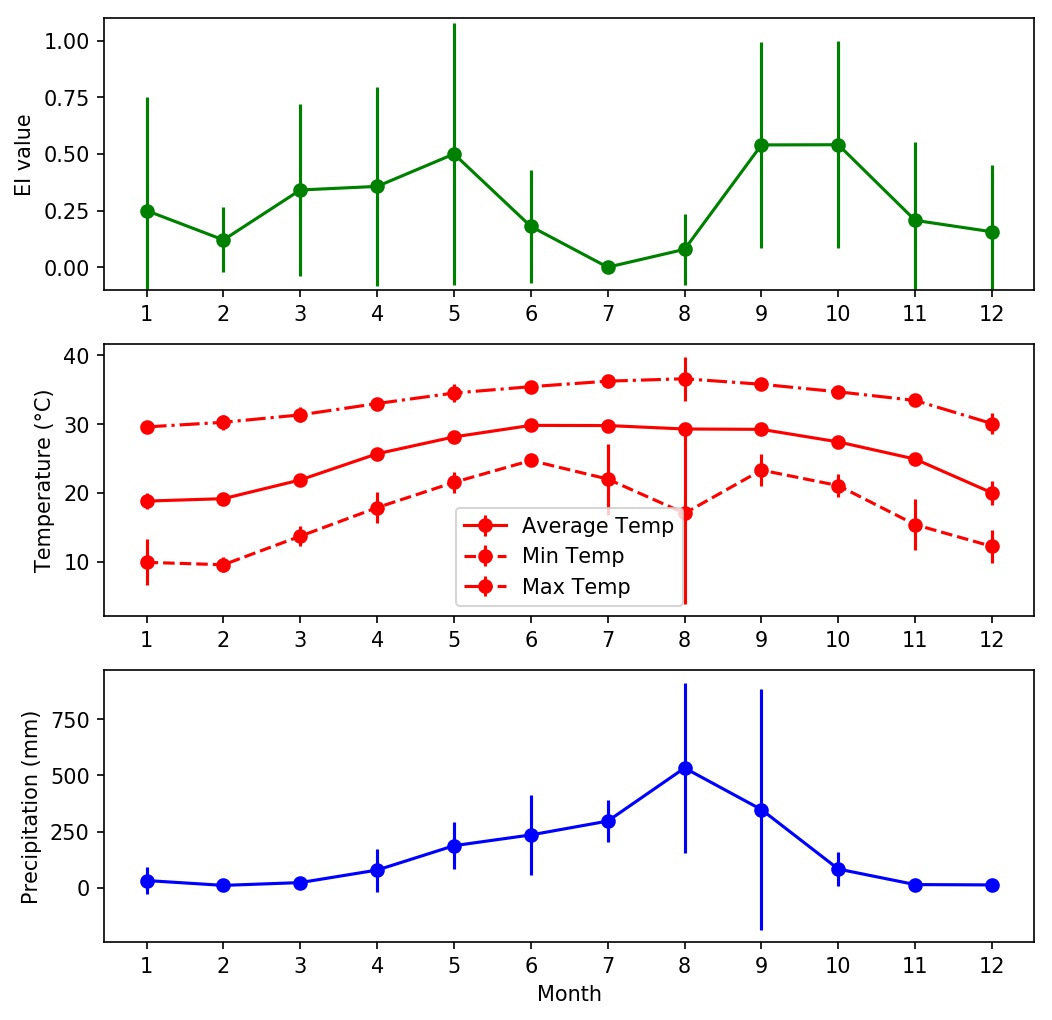 EI value
1.00
0.75
0.50
0.25
0.00
1 2 3 4 5 6 7 8 9 10 11 12
Temperature (°C)
40
30
20
10
Average Temp
Min Temp
Max Temp
1 2 3 4 5 6 7 8 9 10 11 12
Precipitation (mm)
750
500
250
0
1 2 3 4 5 6 7 8 9 10 11 12
Month